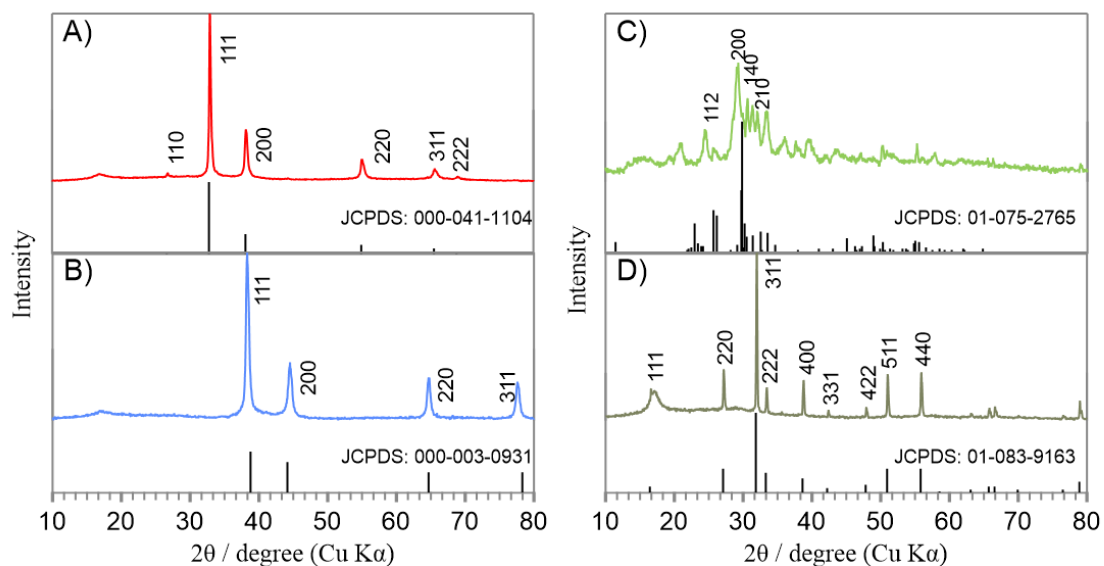 A)
111
110
200
220
311
222
JCPDS: 000-041-1104
B)
111
200
220
311
JCPDS: 000-003-0931
Intensity
10 20 30 40 50 60 70 80
2θ / degree (Cu Kα)
C)
200
140
210
112
JCPDS: 01-075-2765
D)
311
111
220
222
400
331
422
511
440
JCPDS: 01-083-9163
Intensity
10 20 30 40 50 60 70 80
2θ / degree (Cu Kα)